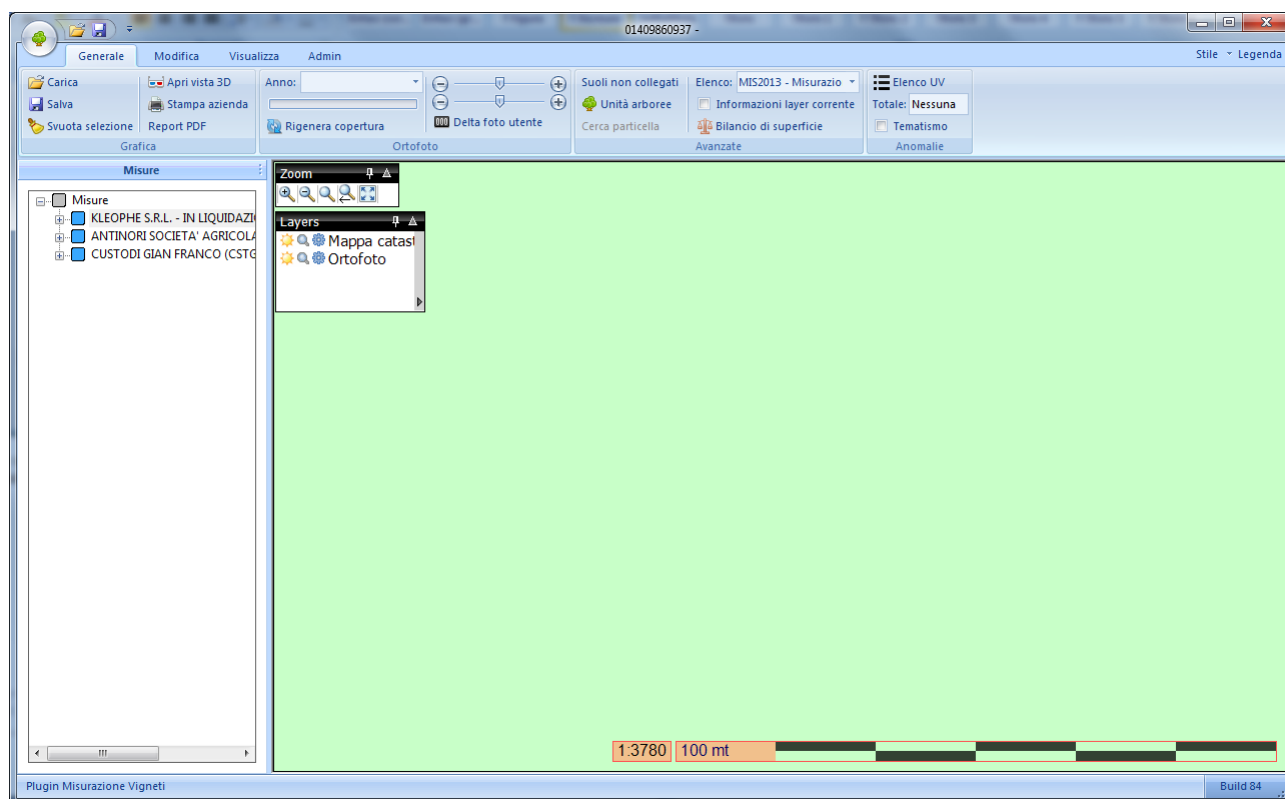 01409860937 -
Generale Modifica Visualizza Admin Stile Legenda
Carica Apri vista 3D Anno: Suoli non collegati Elenco: MIS2013 - Misurazio Elenco UV
Salva Stampa azienda Unità arboree Informazioni layer corrente Totale: Nessuna
Svuota selezione Report PDF Rigenera copertura Delta foto utente Cerca particella Bilancio di superficie Tematismo
Grafica Ortofoto Avanzate Anomalie
Misure
Zoom
Misure
KLEOPHE S.R.L. - IN LIQUIDAZI
Layers
ANTINORI SOCIETA' AGRICOLA
Mappa catast
CUSTODI GIAN FRANCO (CSTG
Ortofoto
1:3780 100 mt
Plugin Misurazione Vigneti Build 84